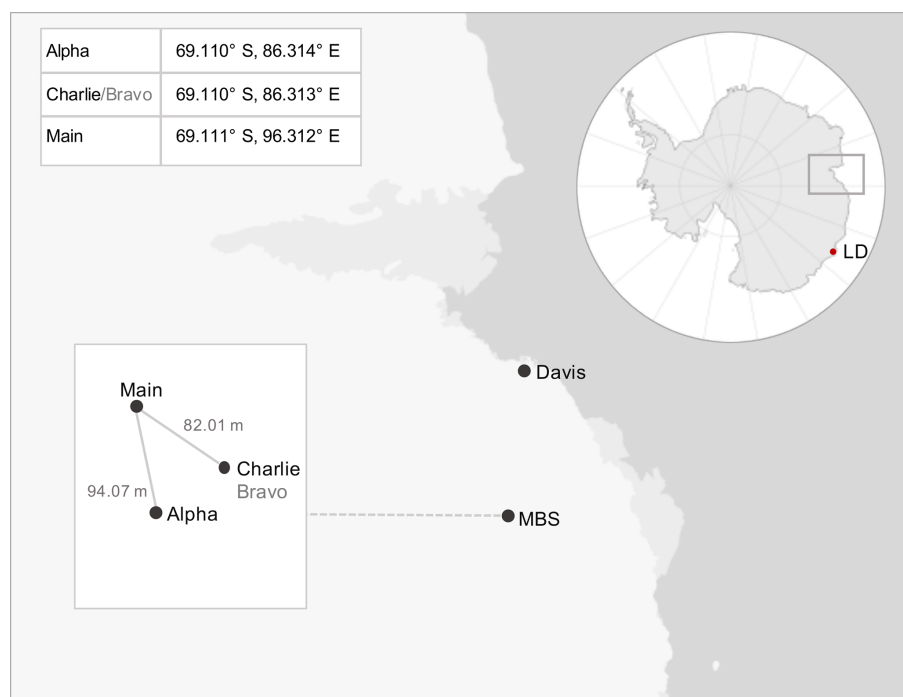 Alpha 69.110° S, 86.314° E
Charlie/Bravo 69.110° S, 86.313° E
Main 69.111° S, 96.312° E
LD
Davis
Main
82.01 m
Charlie
Bravo
94.07 m
Alpha
MBS